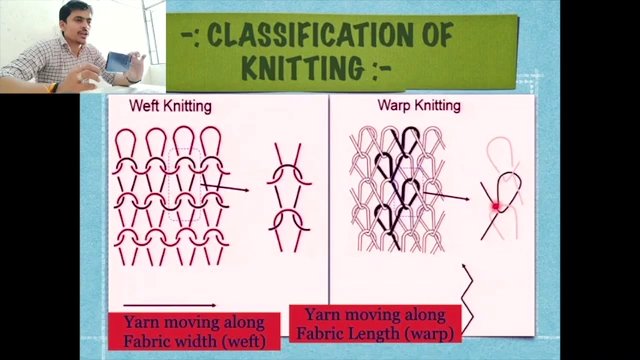 -: CLASSIFICATION OF
KNITTING :-
Weft Knitting
Warp Knitting
Yarn moving along
Fabric width (weft)
Yarn moving along
Fabric Length (warp)